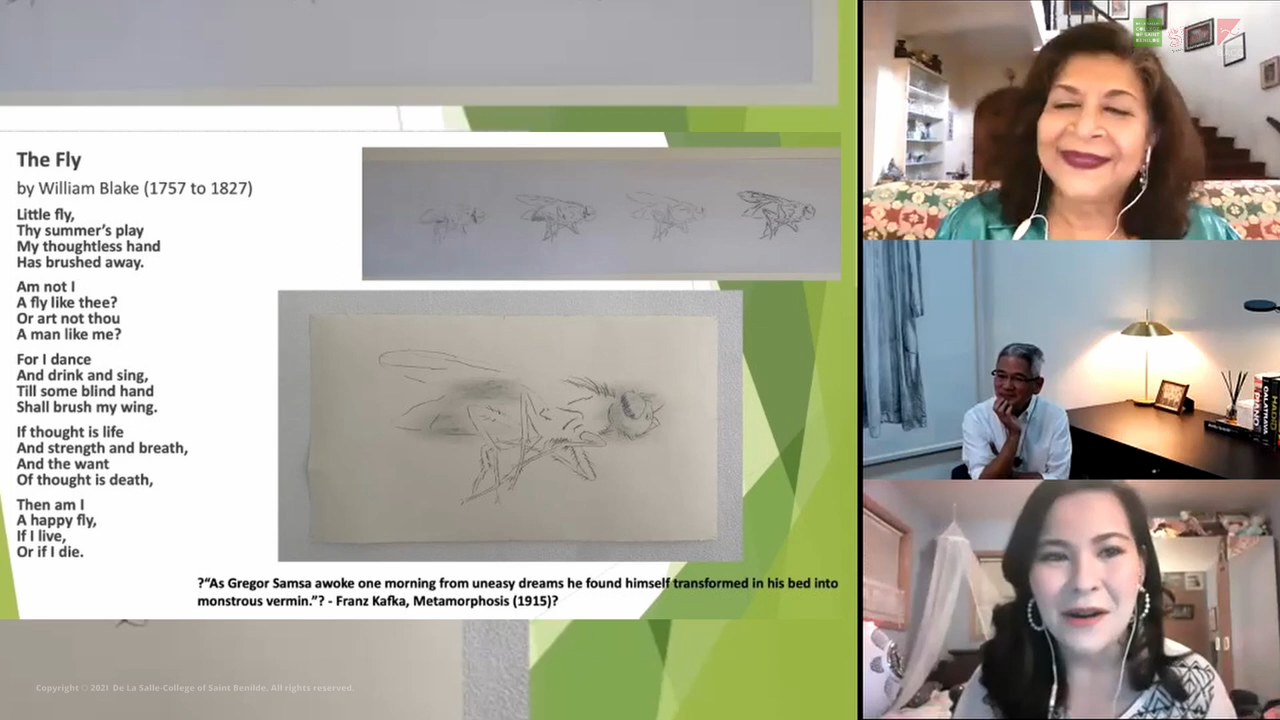 The Fly
by William Blake (1757 to 1827)
Little fly,
Thy summer's play
My thoughtless hand
Has brushed away.
Am not I
A fly like thee?
Or art not thou
A man like me?
For I dance
And drink and sing,
Till some blind hand
Shall brush my wing.
If thought is life
And strength and breath,
And the want
Of thought is death,
Then am I
A happy fly,
If I live,
Or if I die.
?“As Gregor Samsa awoke one morning from uneasy dreams he found himself transformed in his bed into
monstrous vermin.”? - Franz Kafka, Metamorphosis (1915)?
Copyright © 2021 De La Salle-College of Saint Benilde. All rights reserved.